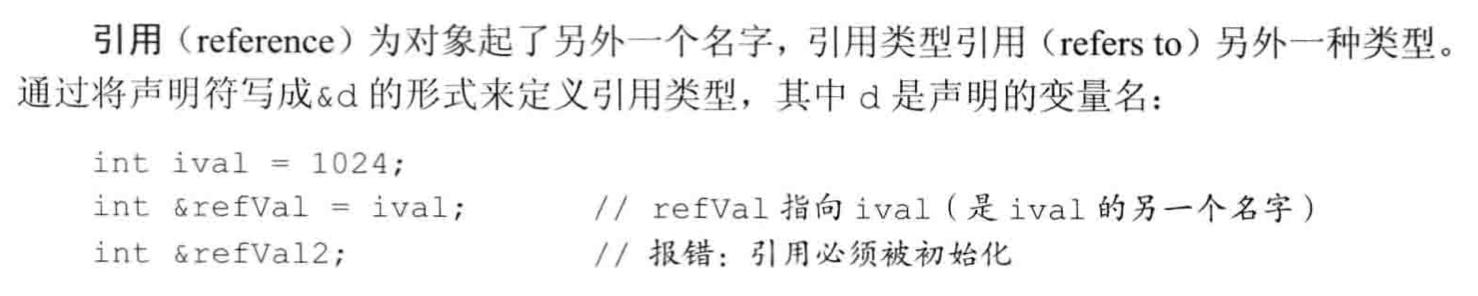 引用（reference）为对象起了另外一个名字，引用类型引用（refers to）另外一种类型。
通过将声明符写成&d 的形式来定义引用类型，其中 d 是声明的变量名：
int ival = 1024;
int &refVal = ival; // refVal 指向 ival（是 ival 的另一个名字）
int &refVal2; // 报错：引用必须被初始化